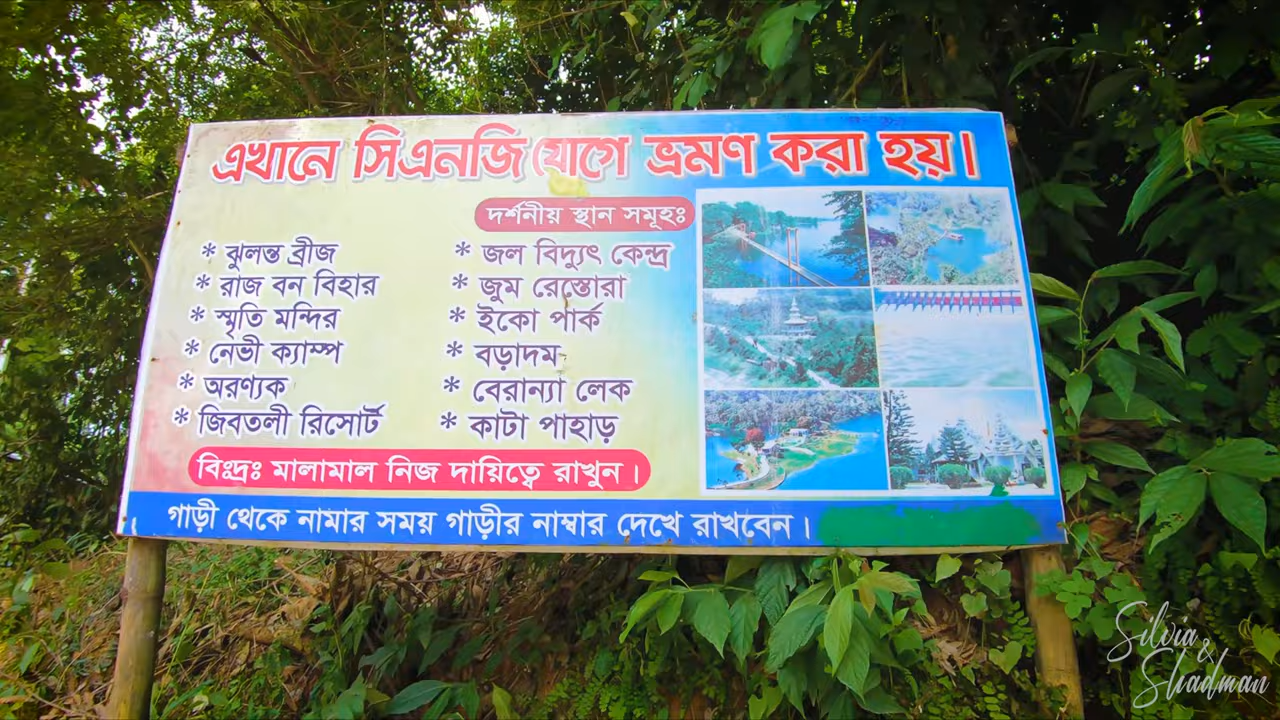 এখানে সিএনজি যোগে ভ্রমণ করা হয়।
দর্শনীয় স্থান সমূহঃ
* ঝুলন্ত ব্রীজ
* রাজ বন বিহার
* স্মৃতি মন্দির
* নেভী ক্যাম্প
* অরণ্যক
* জিবতলী রিসোর্ট
* জল বিদ্যুৎ কেন্দ্র
* জুম রেস্তোরা
* ইকো পার্ক
* বড়াদম
* বেরান্যা লেক
* কাটা পাহাড়
বিঃদ্রঃ মালামাল নিজ দায়িত্বে রাখুন।
গাড়ী থেকে নামার সময় গাড়ীর নাম্বার দেখে রাখবেন।
Silvia
&
Shadman